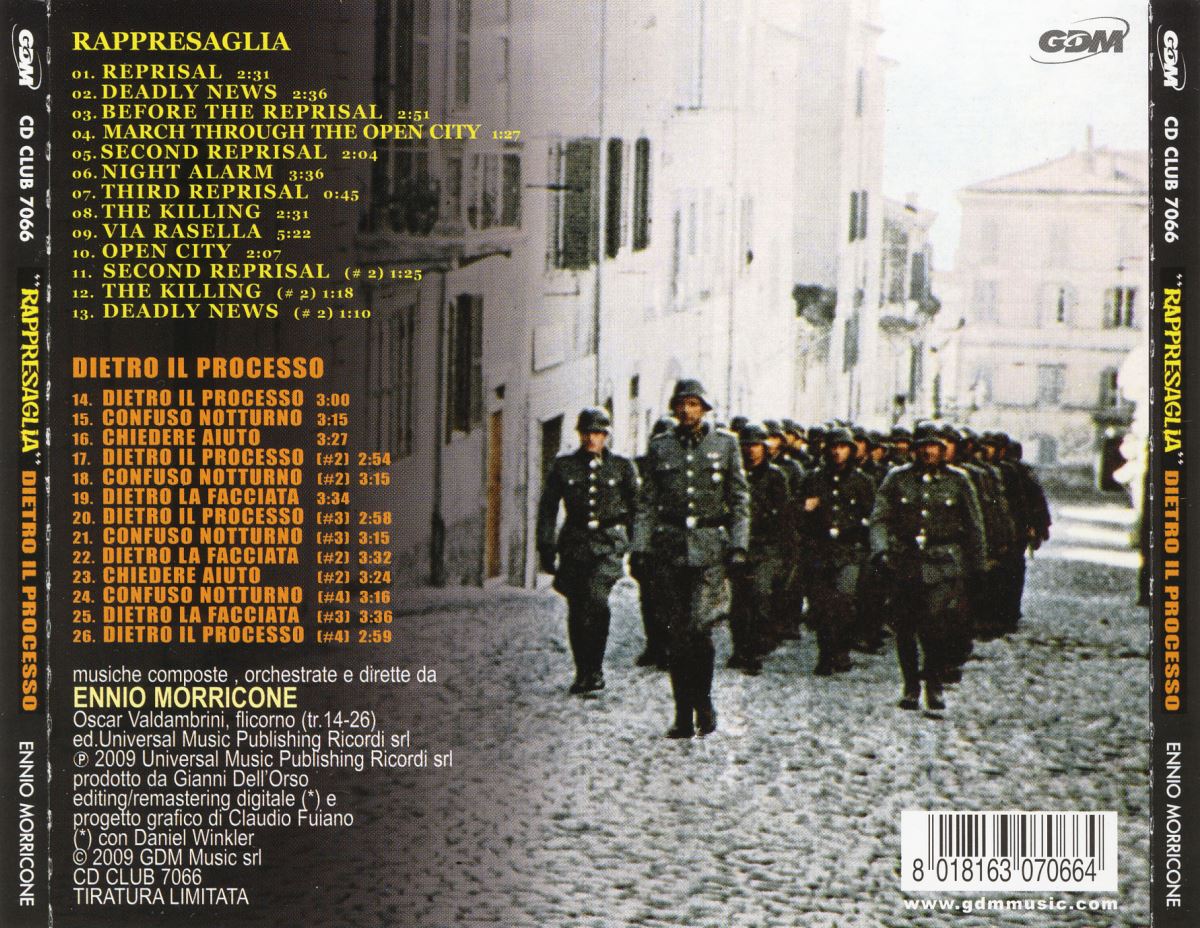 GDM
CD CLUB 7066
"RAPPRESAGLIA" DIETRO IL PROCESSO
ENNIO MORRICONE
RAPPRESAGLIA
01. REPRISAL 2:31
02. DEADLY NEWS 2:36
03. BEFORE THE REPRISAL 2:51
04. MARCH THROUGH THE OPEN CITY 1:27
05. SECOND REPRISAL 2:04
06. NIGHT ALARM 3:36
07. THIRD REPRISAL 0:45
08. THE KILLING 2:31
09. VIA RASELLA 5:22
10. OPEN CITY 2:07
11. SECOND REPRISAL (# 2) 1:25
12. THE KILLING (# 2) 1:18
13. DEADLY NEWS (# 2) 1:10
DIETRO IL PROCESSO
14. DIETRO IL PROCESSO 3:00
15. CONFUSO NOTTURNO 3:15
16. CHIEDERE AIUTO 3:27
17. DIETRO IL PROCESSO (#2) 2:54
18. CONFUSO NOTTURNO (#2) 3:15
19. DIETRO LA FACCIATA 3:34
20. DIETRO IL PROCESSO (#3) 2:58
21. CONFUSO NOTTURNO (#3) 3:15
22. DIETRO LA FACCIATA (#2) 3:32
23. CHIEDERE AIUTO (#2) 3:24
24. CONFUSO NOTTURNO (#4) 3:16
25. DIETRO LA FACCIATA (#3) 3:36
26. DIETRO IL PROCESSO (#4) 2:59
musiche composte , orchestrate e dirette da
ENNIO MORRICONE
Oscar Valdambrini, flicorno (tr.14-26)
ed.Universal Music Publishing Ricordi srl
℗ 2009 Universal Music Publishing Ricordi srl
prodotto da Gianni Dell'Orso
editing/remastering digitale (*) e
progetto grafico di Claudio Fuiano
(*) con Daniel Winkler
© 2009 GDM Music srl
CD CLUB 7066
TIRATURA LIMITATA
GDM
8 018163 070664
www.gdmmusic.com
GDM
CD CLUB 7066
"RAPPRESAGLIA" DIETRO IL PROCESSO
ENNIO MORRICONE